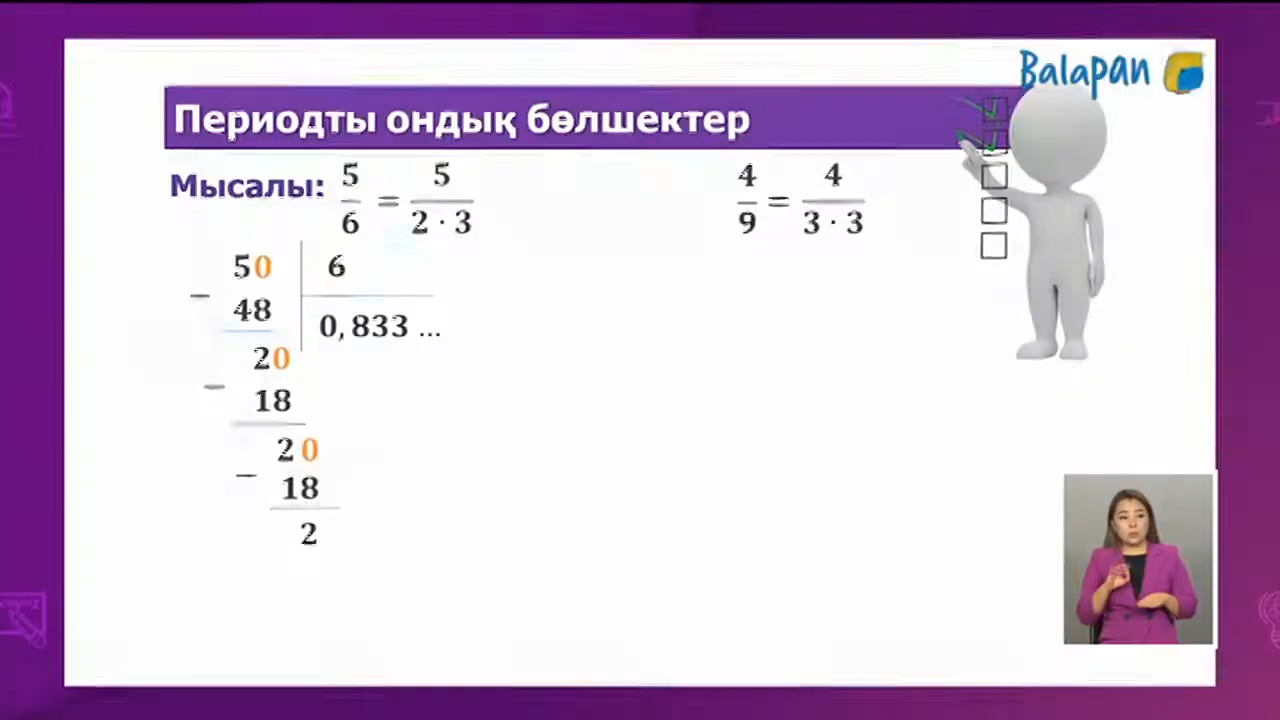 Balapan
Периодты ондық бөлшектер
Мысалы: 5/6 = 5/(2 · 3)
4/9 = 4/(3 · 3)
50 | 6
− 48
0,833 ...
20
− 18
20
− 18
2